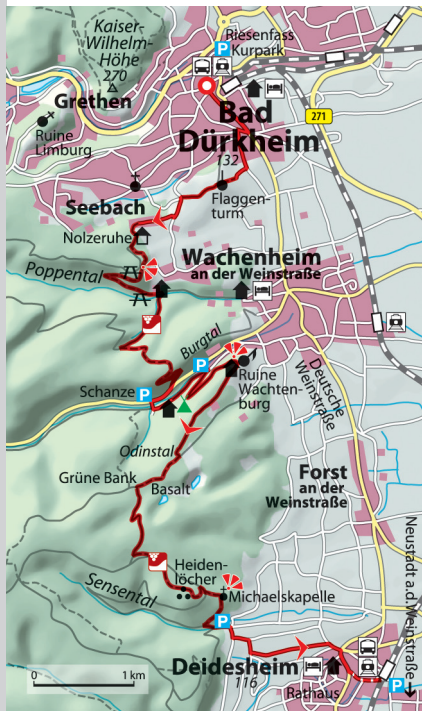 Kaiser-
Wilhelm-
Höhe
270
Riesenfass
P Kurpark
Grethen
Ruine
Limburg
Bad
Dürkheim
132
271
Seebach
Flaggen-
turm
Nolzeruhe
Poppental
Wachenheim
an der Weinstraße
Burgtal
P
Schanze
P
Ruine
Wachten-
burg
Deutsche
Weinstraße
Odinstal
Grüne Bank
Basalt
Forst
an der
Weinstraße
Heiden-
löcher
Sensental
Michaelskapelle
P
Neustadt a.d.Weinstraße
Deidesheim
116
Rathaus
P
0 1 km